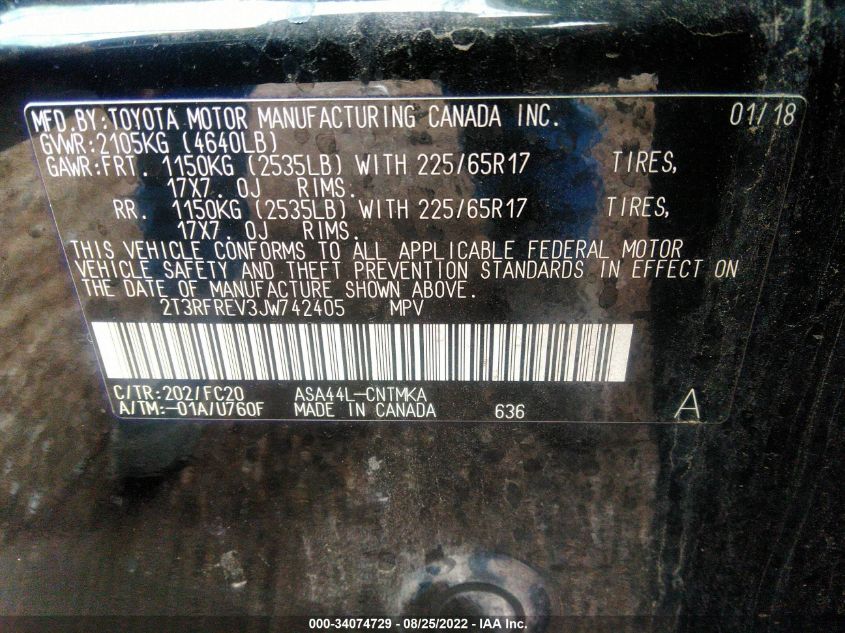 MFD.BY:TOYOTA MOTOR MANUFACTURING CANADA INC. 01/18
GVWR:2105KG (4640LB)
GAWR:FRT. 1150KG (2535LB) WITH 225/65R17 TIRES,
17X7.0J RIMS.
RR. 1150KG (2535LB) WITH 225/65R17 TIRES,
17X7.0J RIMS.
THIS VEHICLE CONFORMS TO ALL APPLICABLE FEDERAL MOTOR
VEHICLE SAFETY AND THEFT PREVENTION STANDARDS IN EFFECT ON
THE DATE OF MANUFACTURE SHOWN ABOVE.
2T3RFREV3JW742405 MPV
C/TR:202/FC20 ASA44L-CNTMKA
A/TM:-01A/U760F MADE IN CANADA 636 A
000-34074729 - 08/25/2022 - IAA Inc.